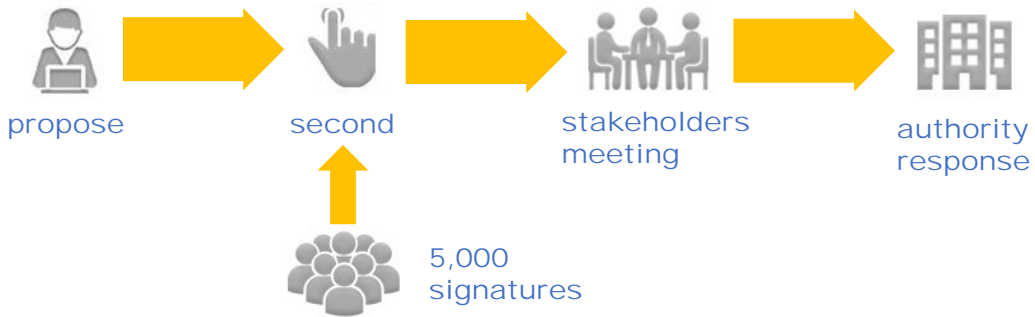 propose
second
stakeholders
meeting
authority
response
5,000
signatures